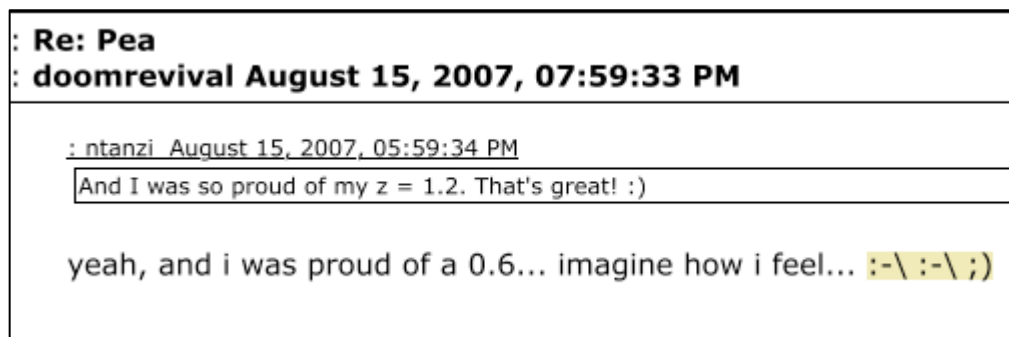 : Re: Pea
: doomrevival August 15, 2007, 07:59:33 PM
: ntanzi  August 15, 2007, 05:59:34 PM
And I was so proud of my z = 1.2. That's great! :)
yeah, and i was proud of a 0.6... imagine how i feel... :-\ :-\ ;)